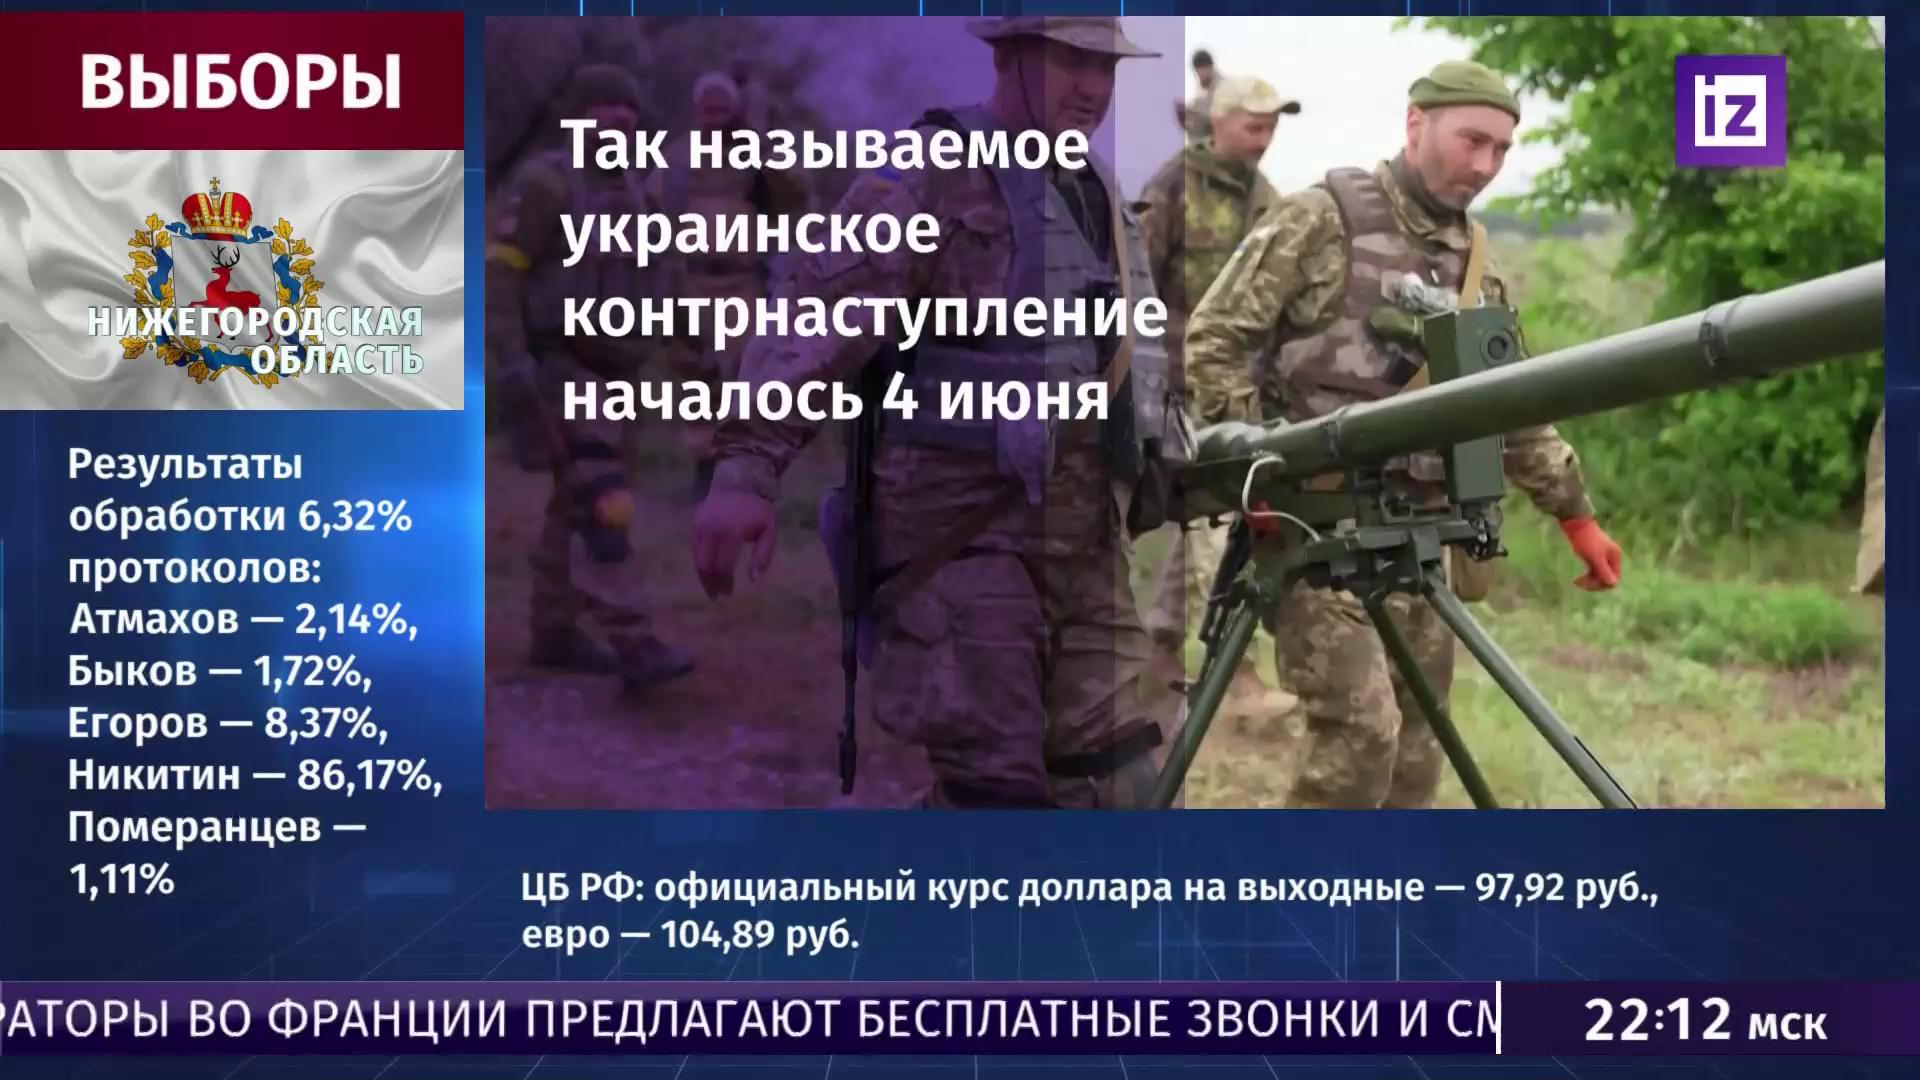 ВЫБОРЫ
НИЖЕГОРОДСКАЯ
ОБЛАСТЬ
Результаты
обработки 6,32%
протоколов:
Атмахов — 2,14%,
Быков — 1,72%,
Егоров — 8,37%,
Никитин — 86,17%,
Померанцев —
1,11%
Так называемое
украинское
контрнаступление
началось 4 июня
iz
ЦБ РФ: официальный курс доллара на выходные — 97,92 руб.,
евро — 104,89 руб.
РАТОРЫ ВО ФРАНЦИИ ПРЕДЛАГАЮТ БЕСПЛАТНЫЕ ЗВОНКИ И СМ
22:12 мск